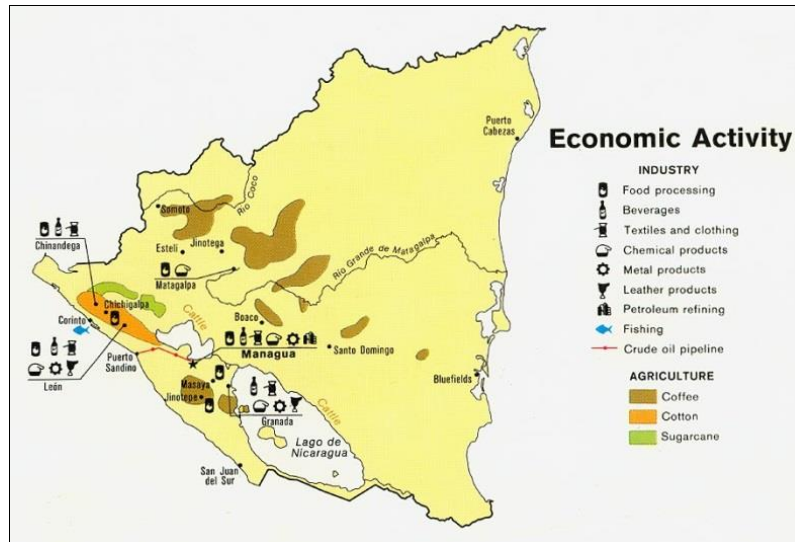 Economic Activity
INDUSTRY
Food processing
Beverages
Textiles and clothing
Chemical products
Metal products
Leather products
Petroleum refining
Fishing
Crude oil pipeline
AGRICULTURE
Coffee
Cotton
Sugarcane
Puerto
Cabezas
Río Coco
Somoto
Estelí
Jinotega
Río Grande de Matagalpa
Matagalpa
Chinandega
Chichigalpa
Corinto
Cattle
Boaco
Managua
Santo Domingo
León
Puerto
Sandino
Masaya
Jinotepe
Granada
Cattle
Bluefields
Lago de
Nicaragua
San Juan
del Sur